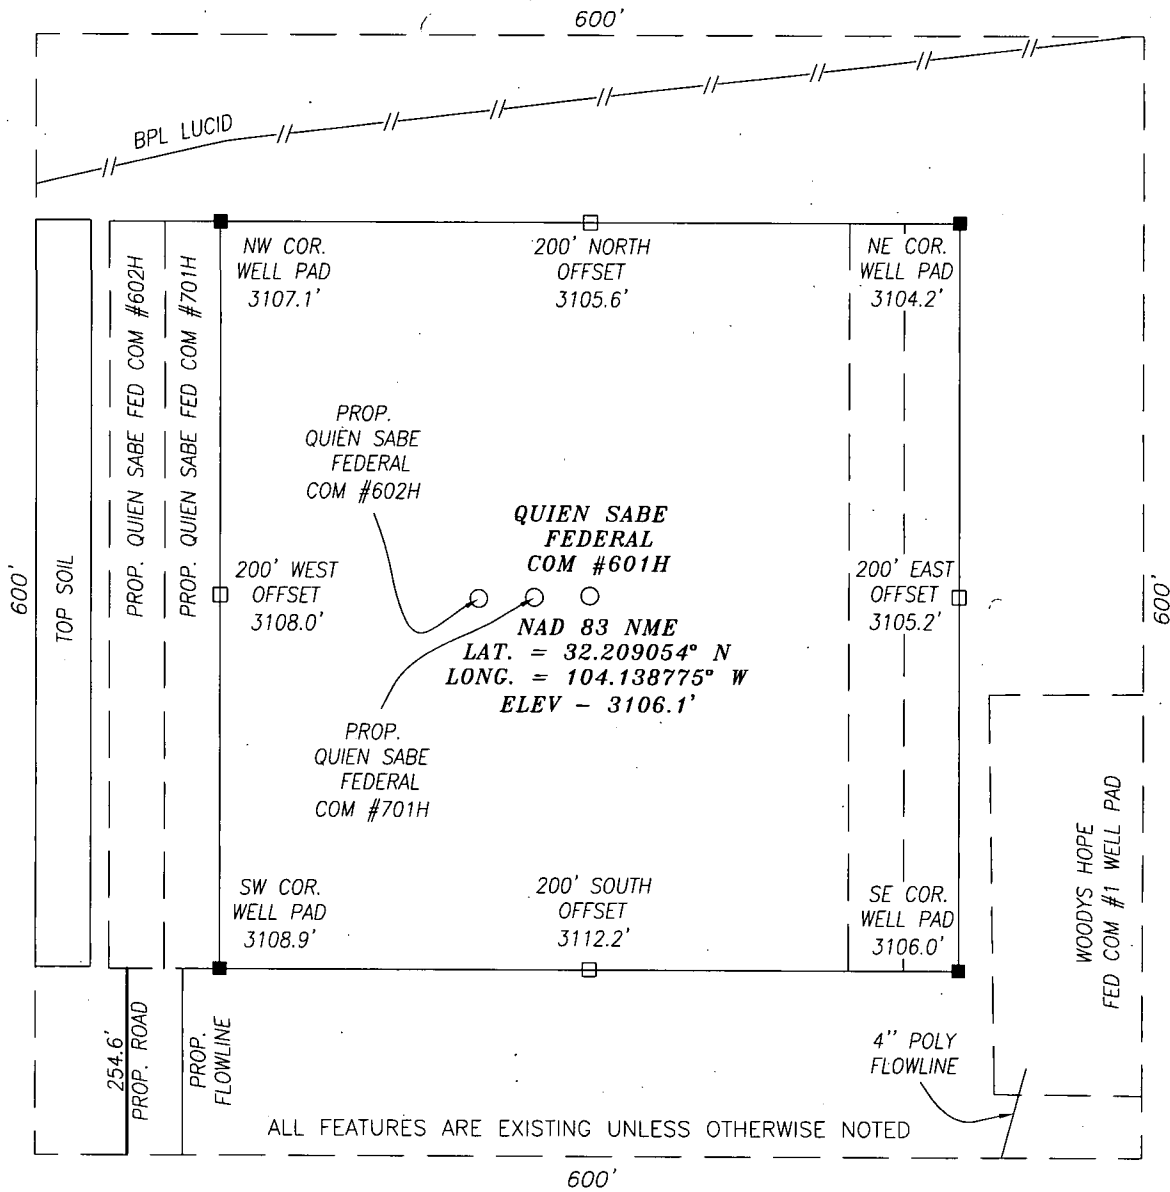 600'
BPL LUCID
NW COR.
WELL PAD
3107.1'
200' NORTH
OFFSET
3105.6'
NE COR.
WELL PAD
3104.2'
600'
TOP SOIL
PROP. QUIEN SABE FED COM #602H
PROP. QUIEN SABE FED COM #701H
PROP.
QUIEN SABE
FEDERAL
COM #602H
QUIEN SABE
FEDERAL
COM #601H
200' WEST
OFFSET
3108.0'
200' EAST
OFFSET
3105.2'
600'
NAD 83 NME
LAT. = 32.209054° N
LONG. = 104.138775° W
ELEV - 3106.1'
PROP.
QUIEN SABE
FEDERAL
COM #701H
WOODYS HOPE
FED COM #1 WELL PAD
SW COR.
WELL PAD
3108.9'
200' SOUTH
OFFSET
3112.2'
SE COR.
WELL PAD
3106.0'
254.6'
PROP. ROAD
PROP.
FLOWLINE
4" POLY
FLOWLINE
ALL FEATURES ARE EXISTING UNLESS OTHERWISE NOTED
600'